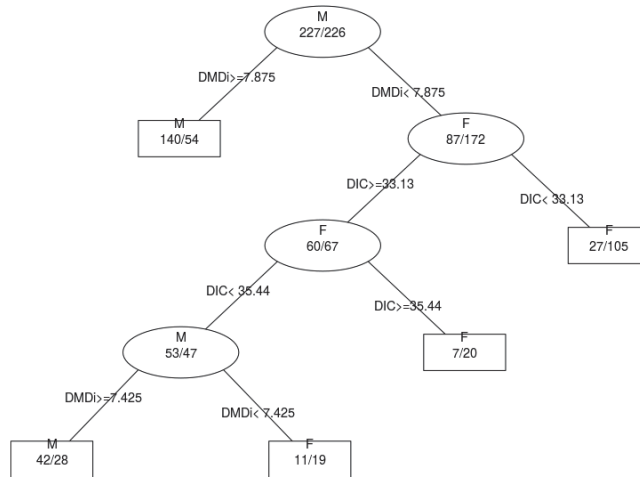 M
227/226
DMDi>=7.875
DMDi< 7.875
M
140/54
F
87/172
DIC>=33.13
DIC< 33.13
F
60/67
F
27/105
DIC< 35.44
DIC>=35.44
M
53/47
F
7/20
DMDi>=7.425
DMDi< 7.425
M
42/28
F
11/19